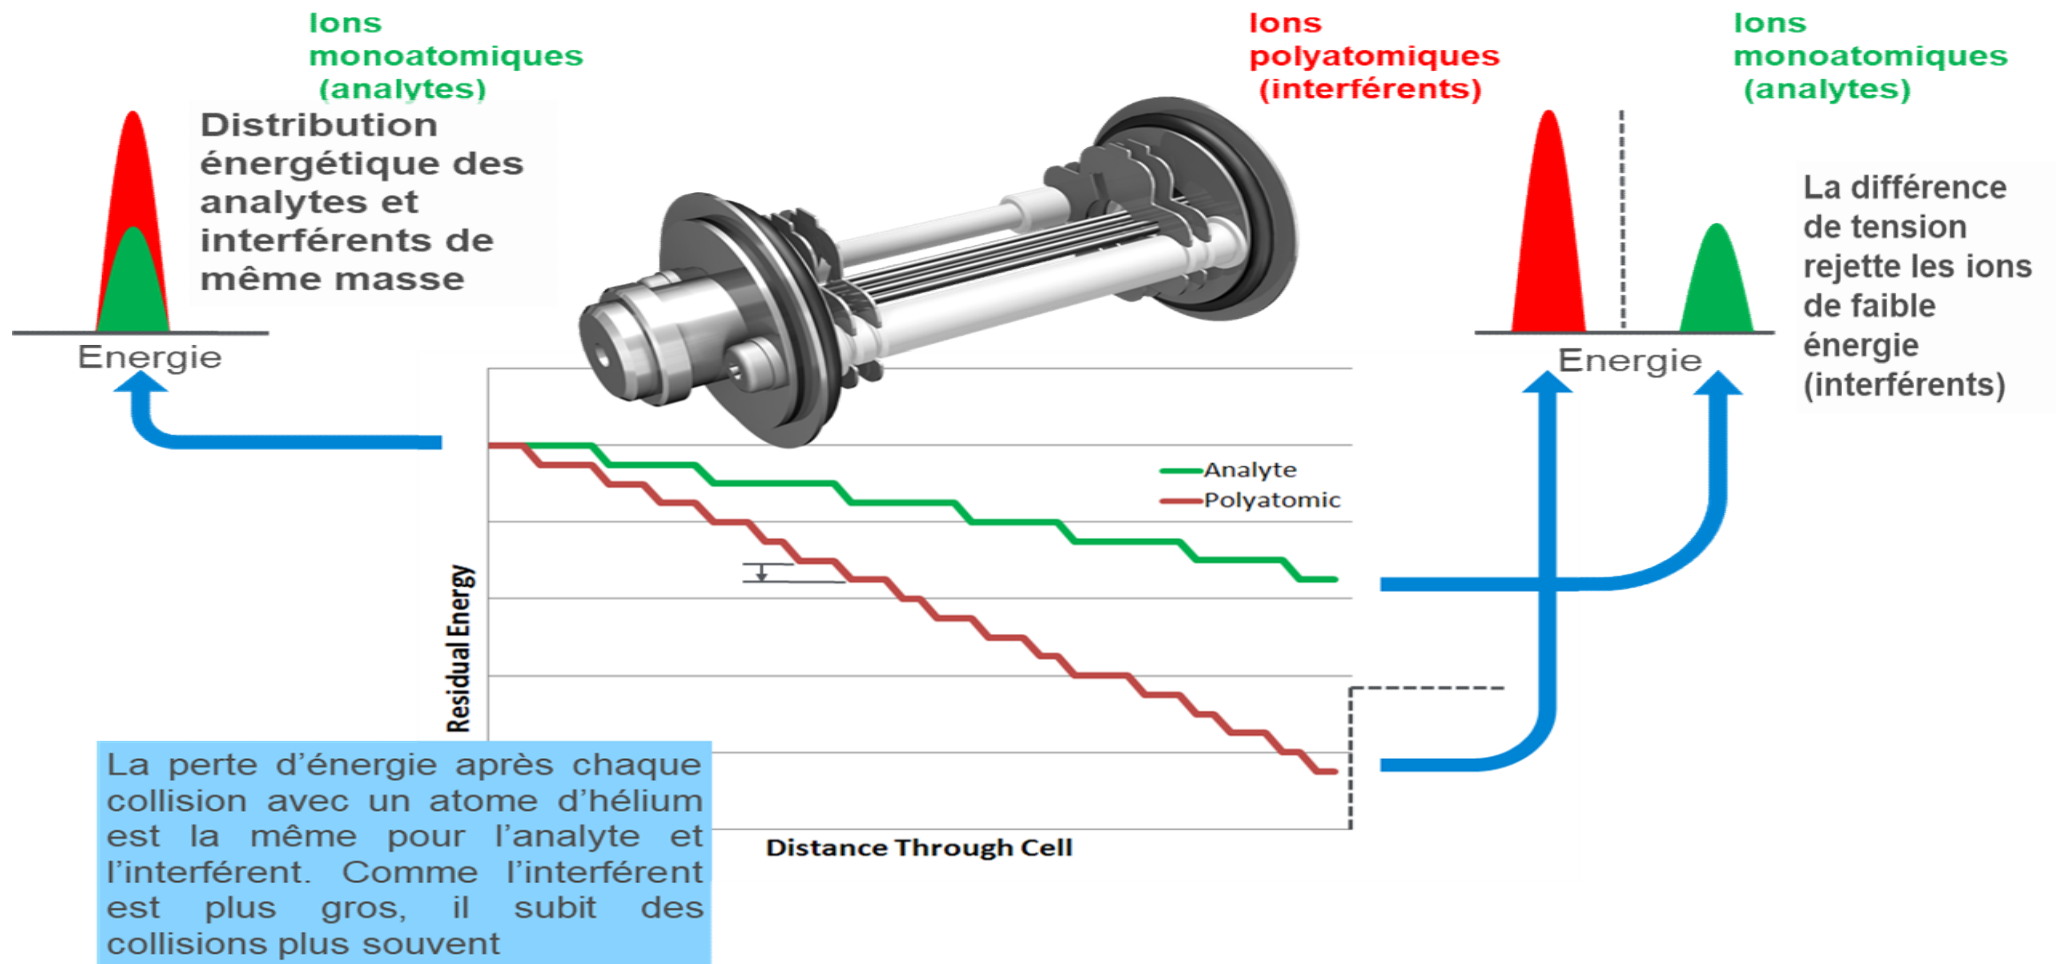 Ions
monoatomiques
(analytes)
Distribution
énergétique des
analytes et
interférents de
même masse
Energie
Ions
polyatomiques
(interférents)
Ions
monoatomiques
(analytes)
La différence
de tension
rejette les ions
de faible
énergie
(interférents)
Energie
Analyte
Polyatomic
Residual Energy
Distance Through Cell
La perte d’énergie après chaque
collision avec un atome d’hélium
est la même pour l’analyte et
l’interférent. Comme l’interférent
est plus gros, il subit des
collisions plus souvent